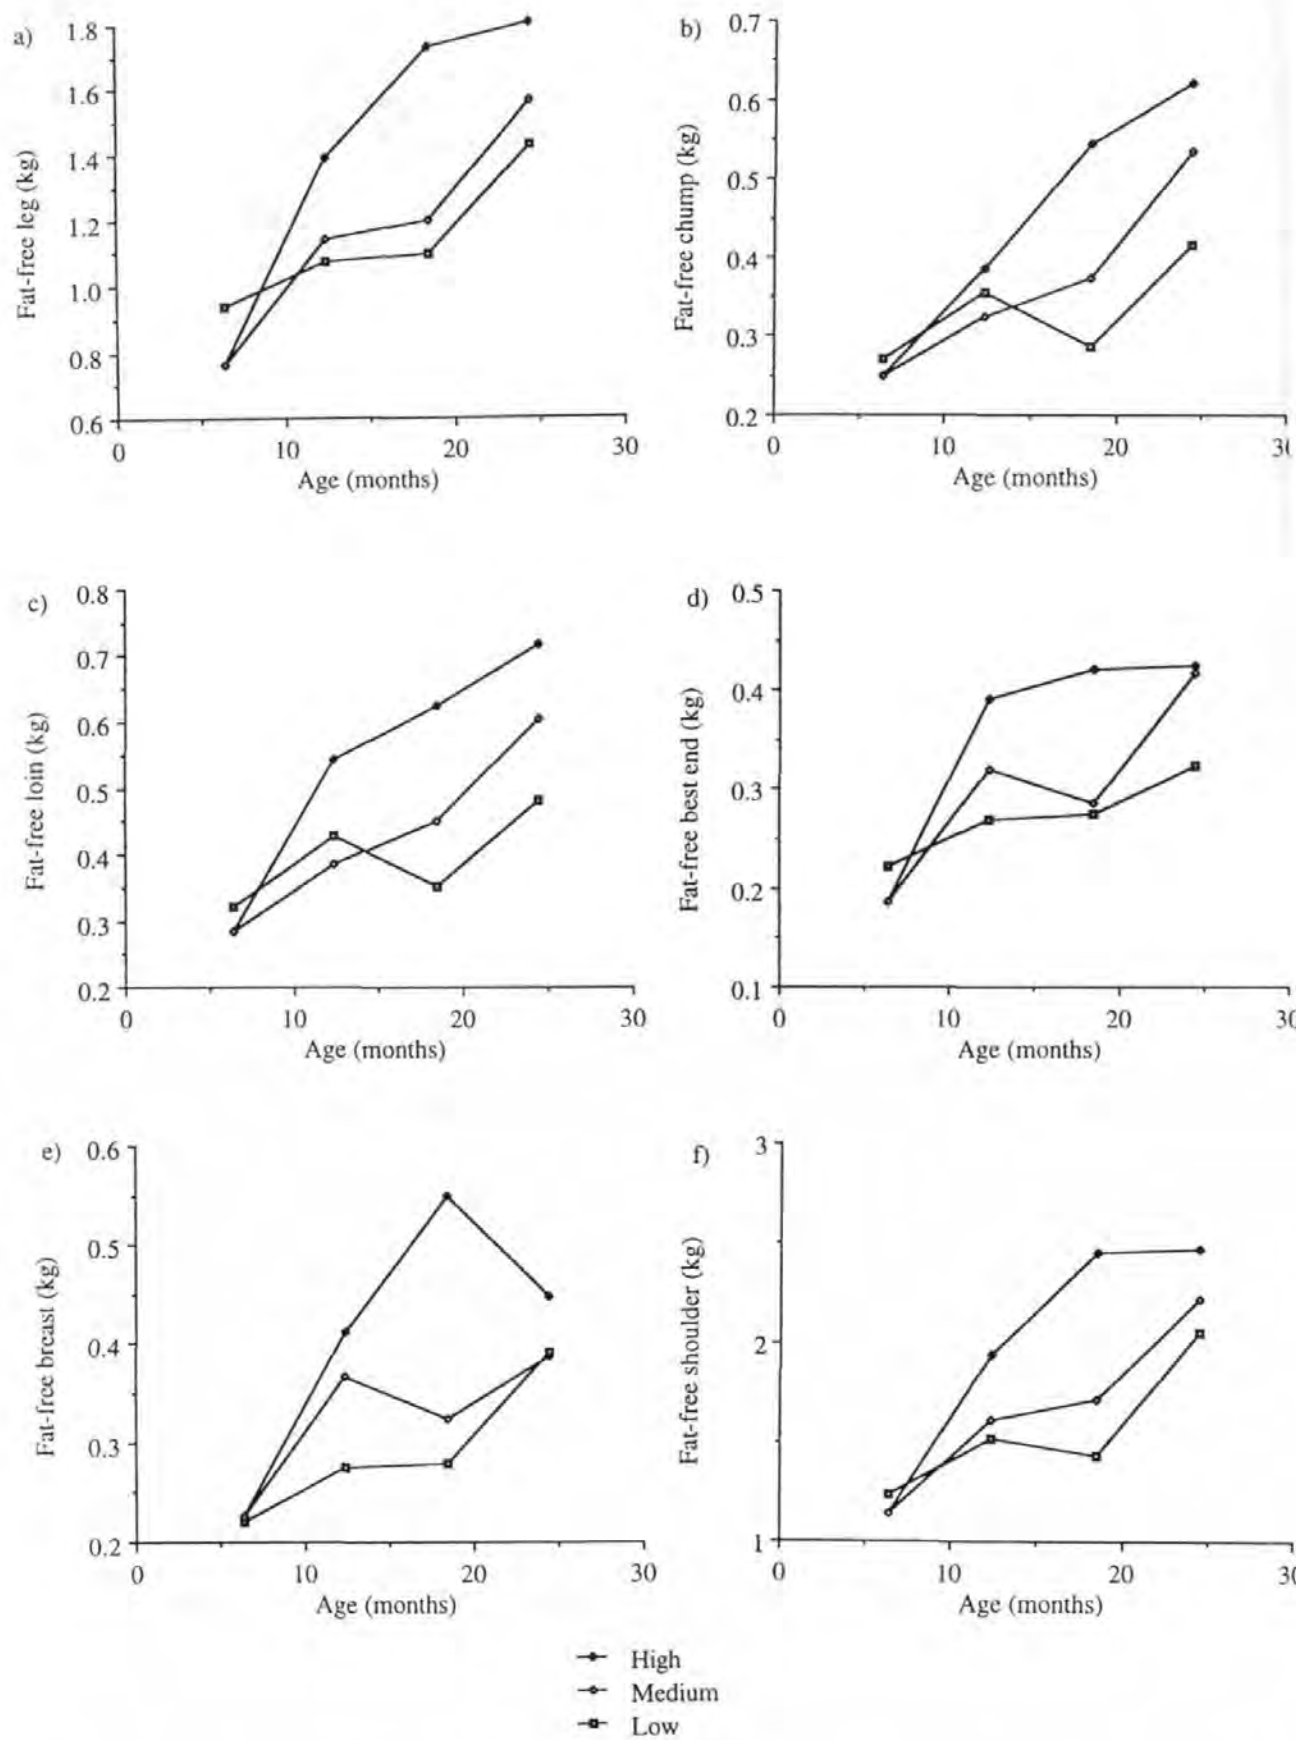 a)
1.8
1.6
1.4
1.2
1.0
0.8
0.6
Fat-free leg (kg)
0
10
20
30
Age (months)
b)
0.7
0.6
0.5
0.4
0.3
0.2
Fat-free chump (kg)
0
10
20
30
Age (months)
c)
0.8
0.7
0.6
0.5
0.4
0.3
0.2
Fat-free loin (kg)
0
10
20
30
Age (months)
d)
0.5
0.4
0.3
0.2
0.1
Fat-free best end (kg)
0
10
20
30
Age (months)
e)
0.6
0.5
0.4
0.3
0.2
Fat-free breast (kg)
0
10
20
30
Age (months)
f)
3
2
1
Fat-free shoulder (kg)
0
10
20
30
Age (months)
High
Medium
Low